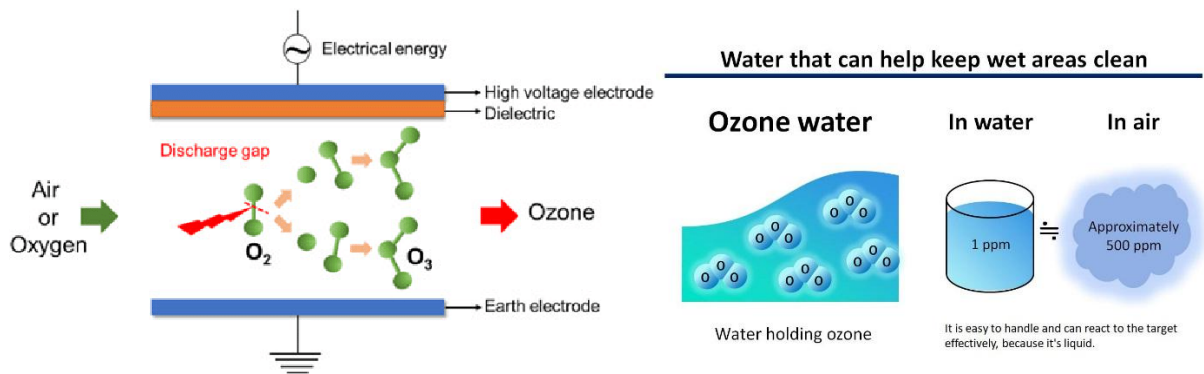 Electrical energy
High voltage electrode
Dielectric
Discharge gap
Air
or
Oxygen
O₂
O₃
Ozone
Earth electrode
Water that can help keep wet areas clean
Ozone water
In water
In air
O O O
O O O
O O O
O O O
O O O
1 ppm
≒
Approximately
500 ppm
Water holding ozone
It is easy to handle and can react to the target
effectively, because it's liquid.